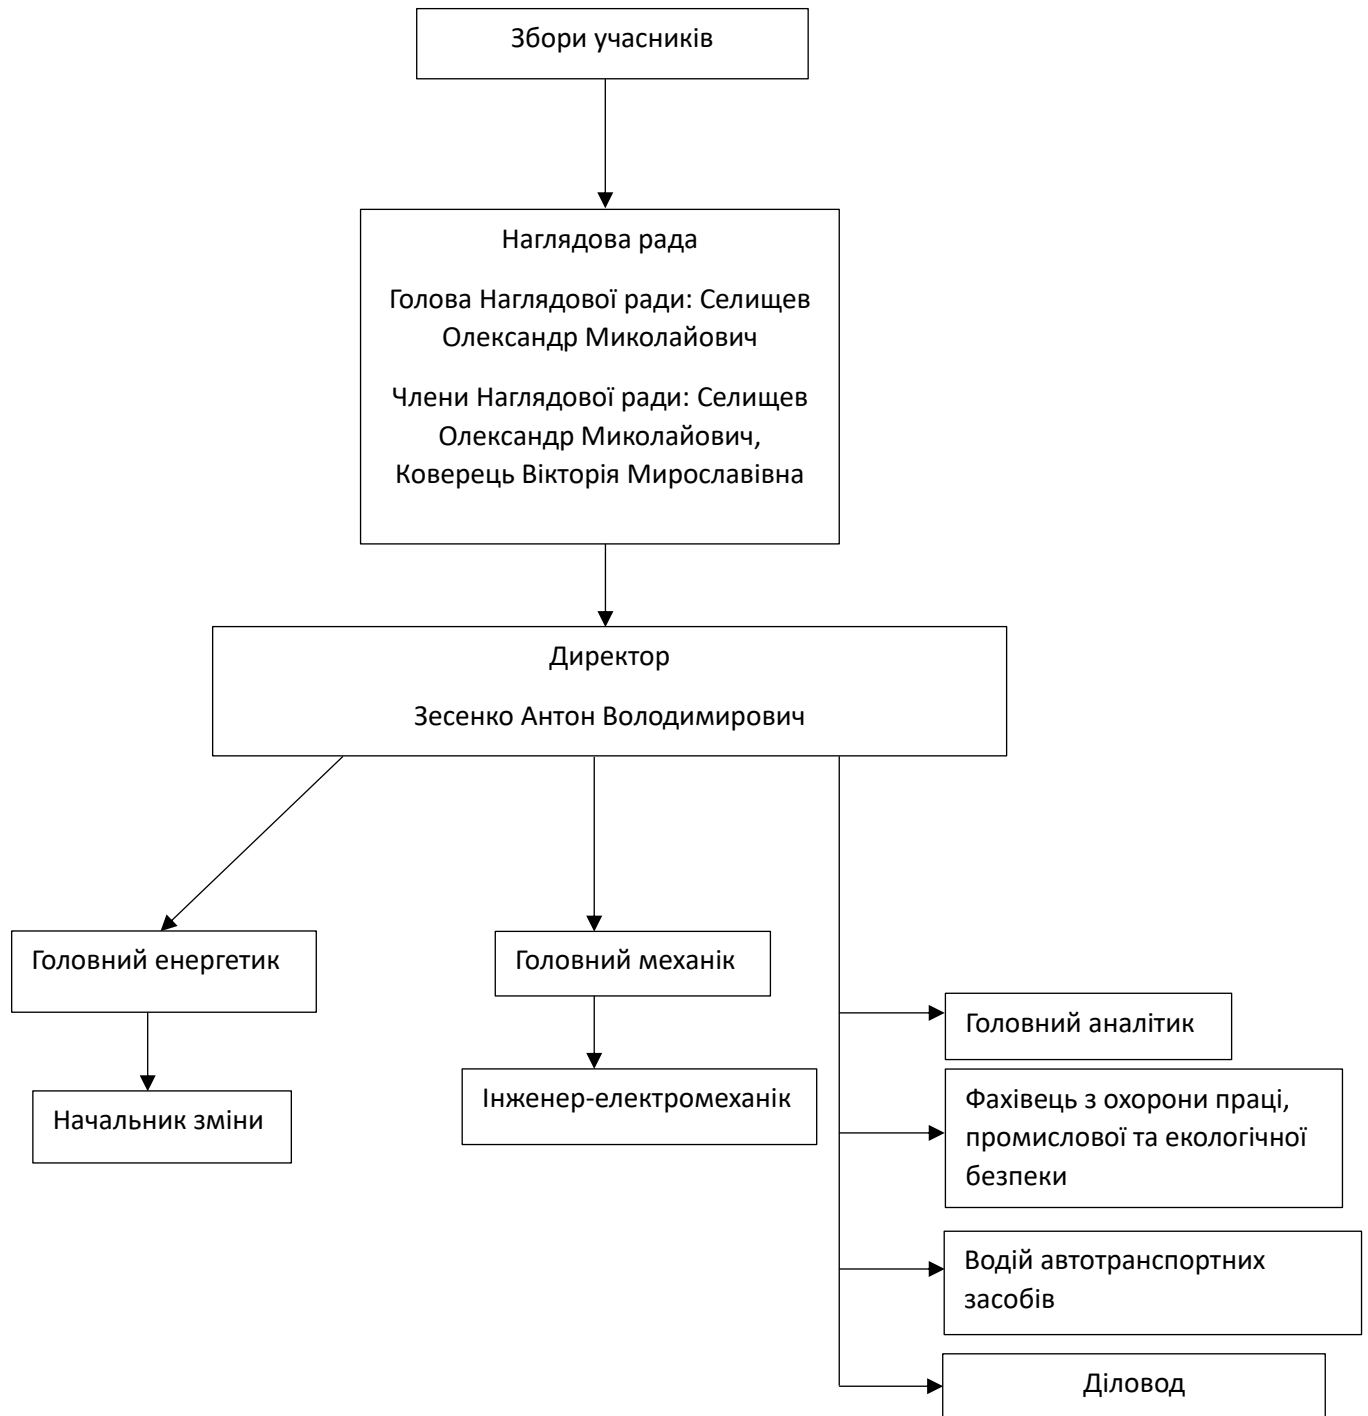 Збори учасників
Наглядова рада
Голова Наглядової ради: Селищев
Олександр Миколайович
Члени Наглядової ради: Селищев
Олександр Миколайович,
Коверець Вікторія Мирославівна
Директор
Зесенко Антон Володимирович
Головний енергетик
Головний механік
Головний аналітик
Начальник зміни
Інженер-електромеханік
Фахівець з охорони праці,
промислової та екологічної
безпеки
Водій автотранспортних
засобів
Діловод